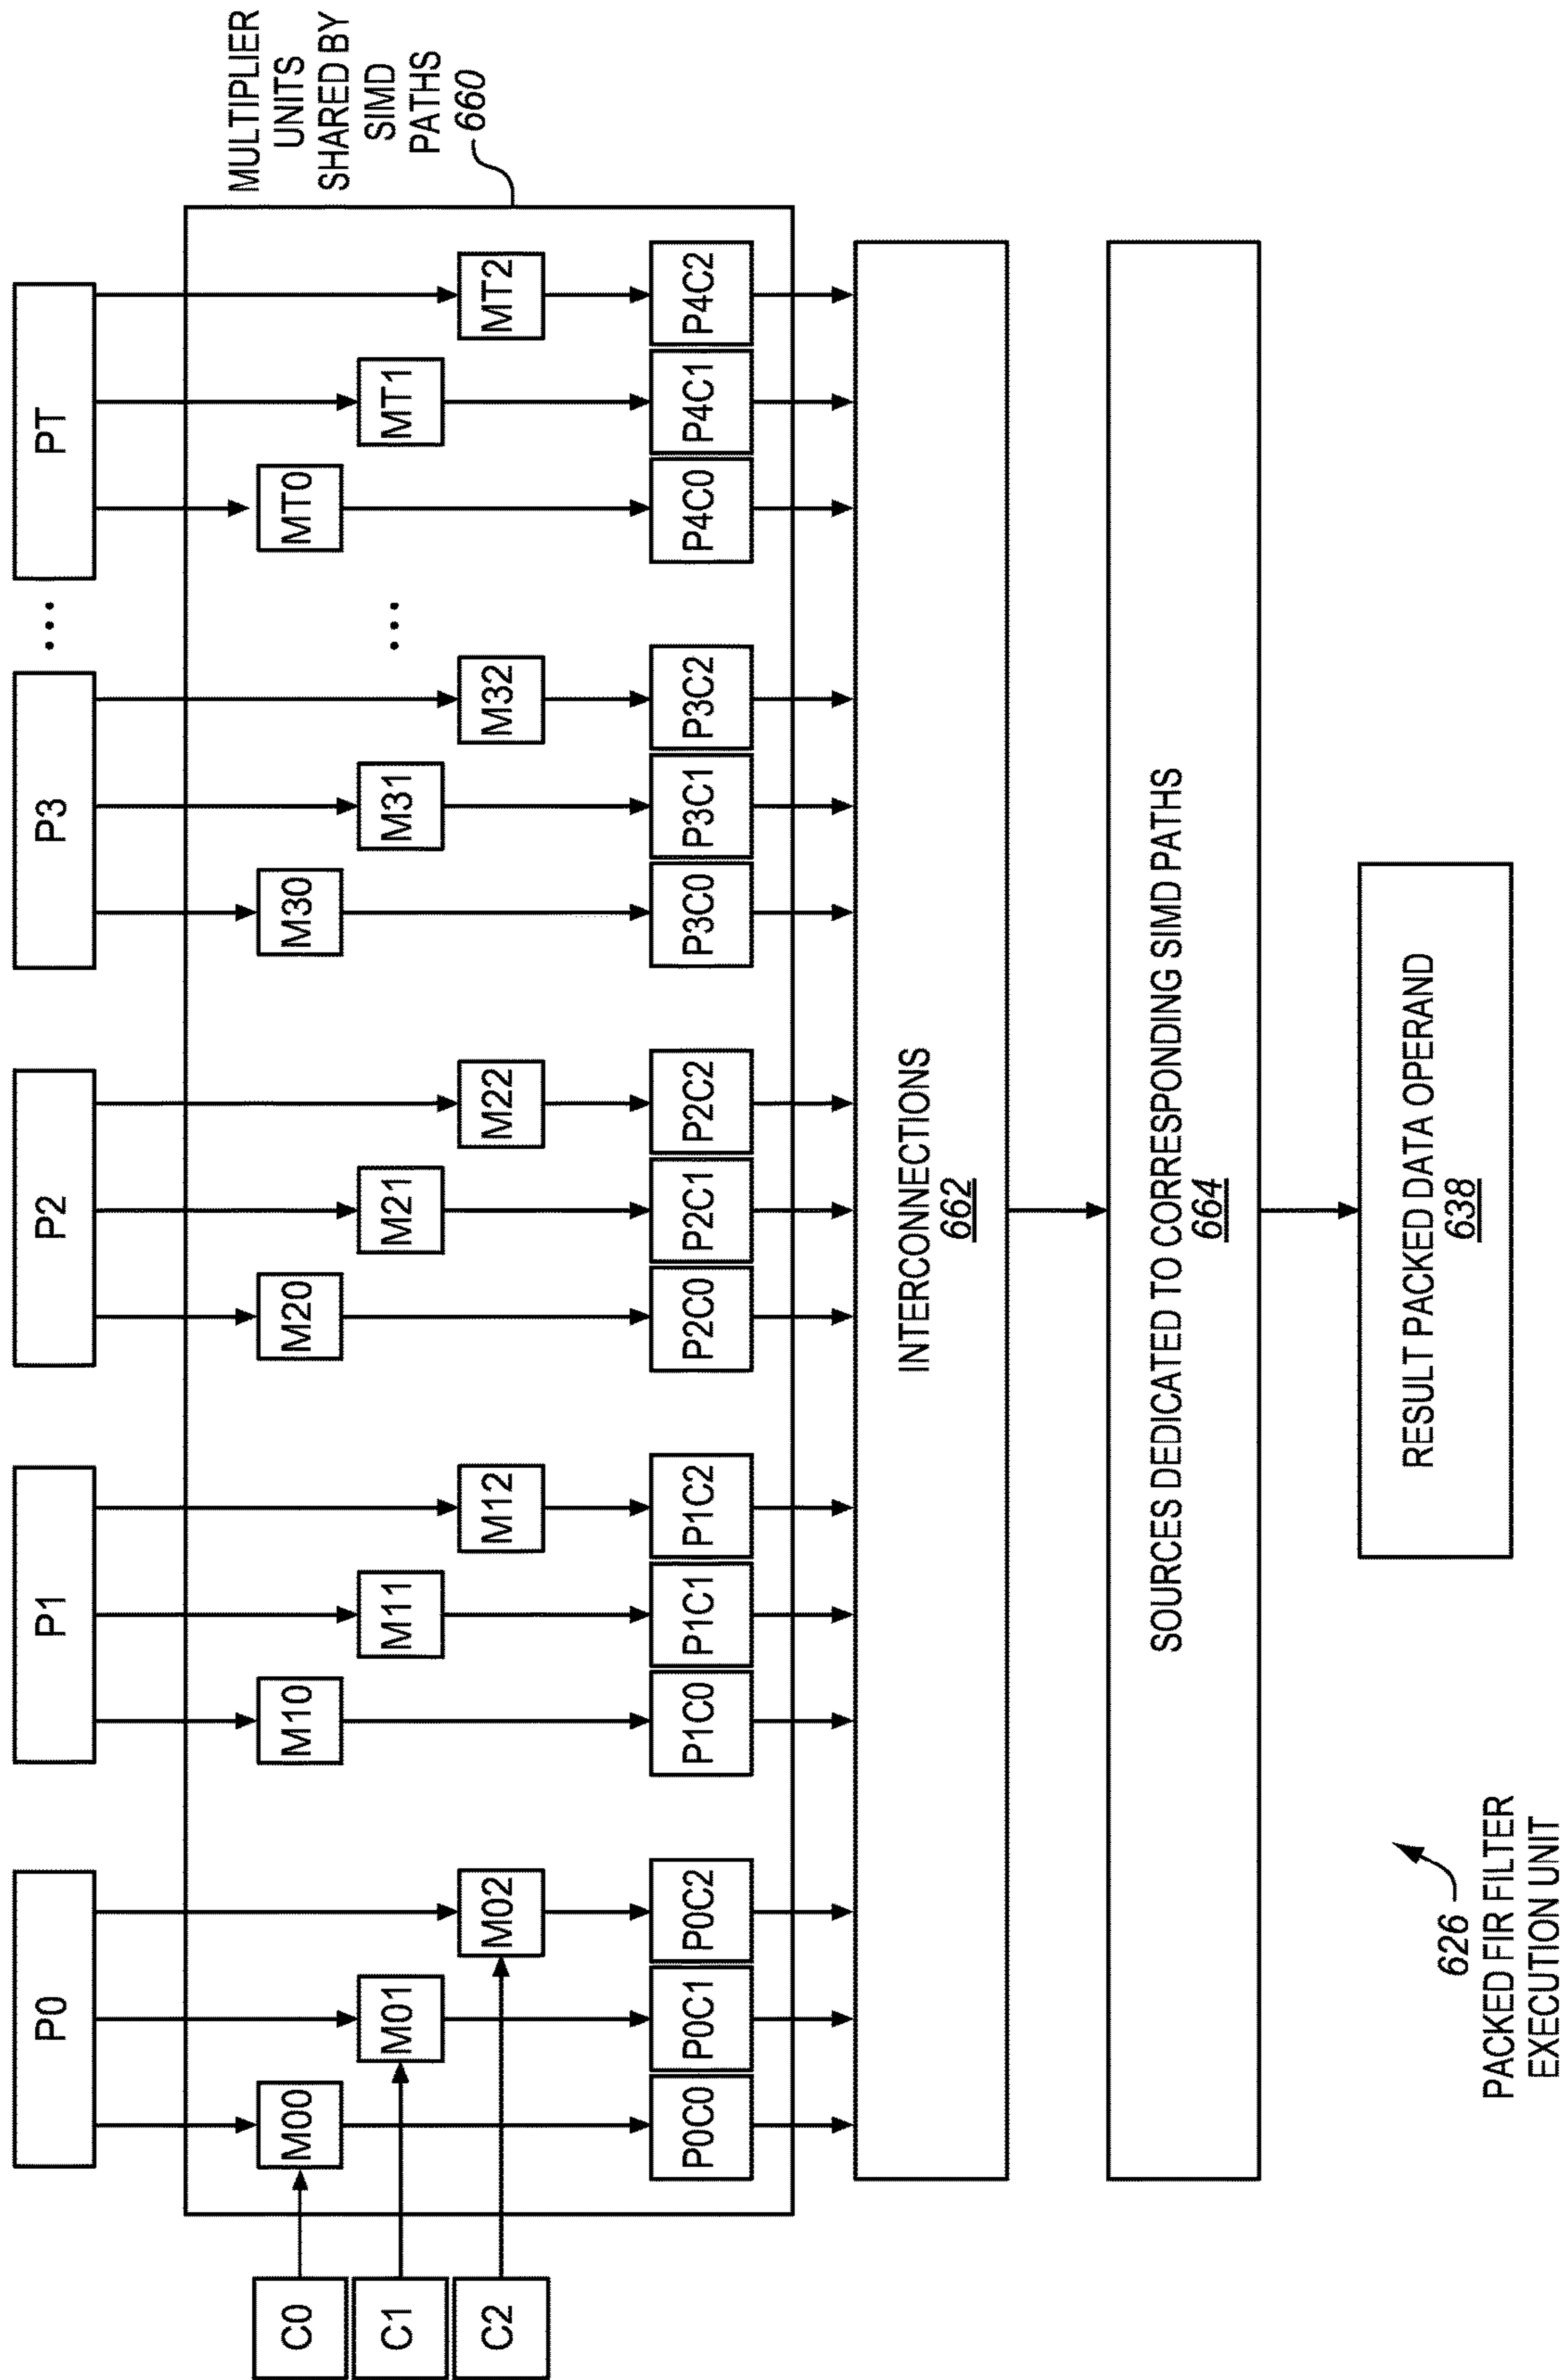 P0
P1
P2
P3
...
PT
MULTIPLIER
UNITS
SHARED BY
SIMD
PATHS
660
C0
M00
M10
M20
M30
MT0
C1
M01
M11
M21
M31
...
MT1
C2
M02
M12
M22
M32
MT2
P0C0 P0C1 P0C2
P1C0 P1C1 P1C2
P2C0 P2C1 P2C2
P3C0 P3C1 P3C2
P4C0 P4C1 P4C2
INTERCONNECTIONS
662
SOURCES DEDICATED TO CORRESPONDING SIMD PATHS
664
RESULT PACKED DATA OPERAND
638
626
PACKED FIR FILTER
EXECUTION UNIT